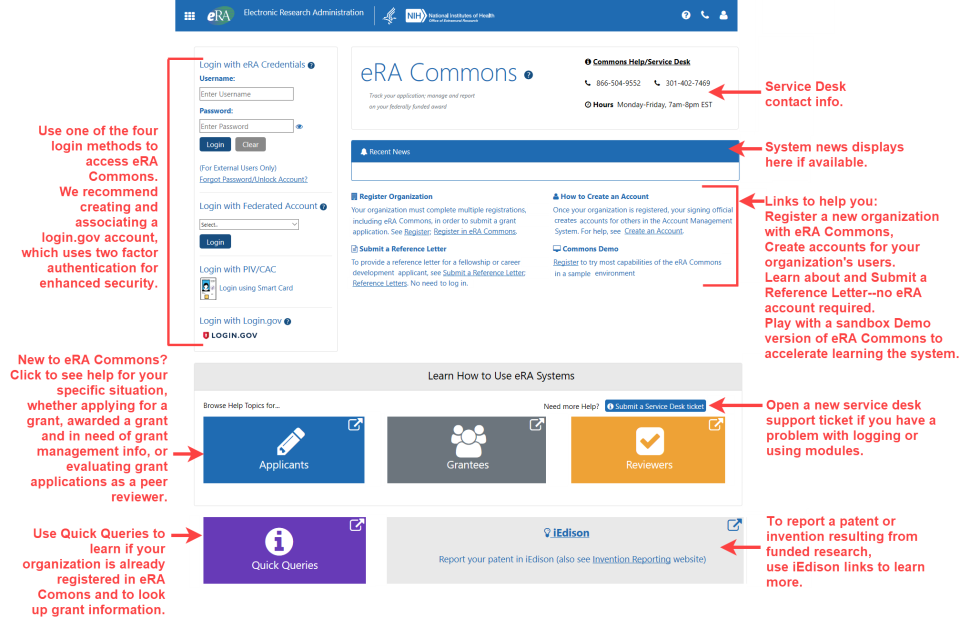 eRA
Electronic Research Administration
NIH
National Institutes of Health
Office of Extramural Research
Login with eRA Credentials
Username:
Enter Username
Password:
Enter Password
Login
Clear
(For External Users Only)
Forgot Password/Unlock Account?
Login with Federated Account
Select..
Login
Login with PIV/CAC
Login using Smart Card
Login with Login.gov
LOGIN.GOV
eRA Commons
Track your application; manage and report
on your federally funded award
Commons Help/Service Desk
866-504-9552
301-402-7469
Hours Monday-Friday, 7am-8pm EST
Recent News
Register Organization
Your organization must complete multiple registrations,
including eRA Commons, in order to submit a grant
application. See Register; Register in eRA Commons.
Submit a Reference Letter
To provide a reference letter for a fellowship or career
development applicant, see Submit a Reference Letter;
Reference Letters. No need to log in.
How to Create an Account
Once your organization is registered, your signing official
creates accounts for others in the Account Management
System. For help, see Create an Account.
Commons Demo
Register to try most capabilities of the eRA Commons
in a sample environment
Learn How to Use eRA Systems
Browse Help Topics for...
Need more Help?
Submit a Service Desk ticket
Applicants
Grantees
Reviewers
Quick Queries
iEdison
Report your patent in iEdison (also see Invention Reporting website)
Use one of the four
login methods to
access eRA
Commons.
We recommend
creating and
associating a
login.gov account,
which uses two factor
authentication for
enhanced security.
New to eRA Commons?
Click to see help for your
specific situation,
whether applying for a
grant, awarded a grant
and in need of grant
management info, or
evaluating grant
applications as a peer
reviewer.
Use Quick Queries to
learn if your
organization is already
registered in eRA
Comons and to look
up grant information.
Service Desk
contact info.
System news displays
here if available.
Links to help you:
Register a new organization
with eRA Commons,
Create accounts for your
organization's users.
Learn about and Submit a
Reference Letter--no eRA
account required.
Play with a sandbox Demo
version of eRA Commons to
accelerate learning the system.
Open a new service desk
support ticket if you have a
problem with logging or
using modules.
To report a patent or
invention resulting from
funded research,
use iEdison links to learn
more.